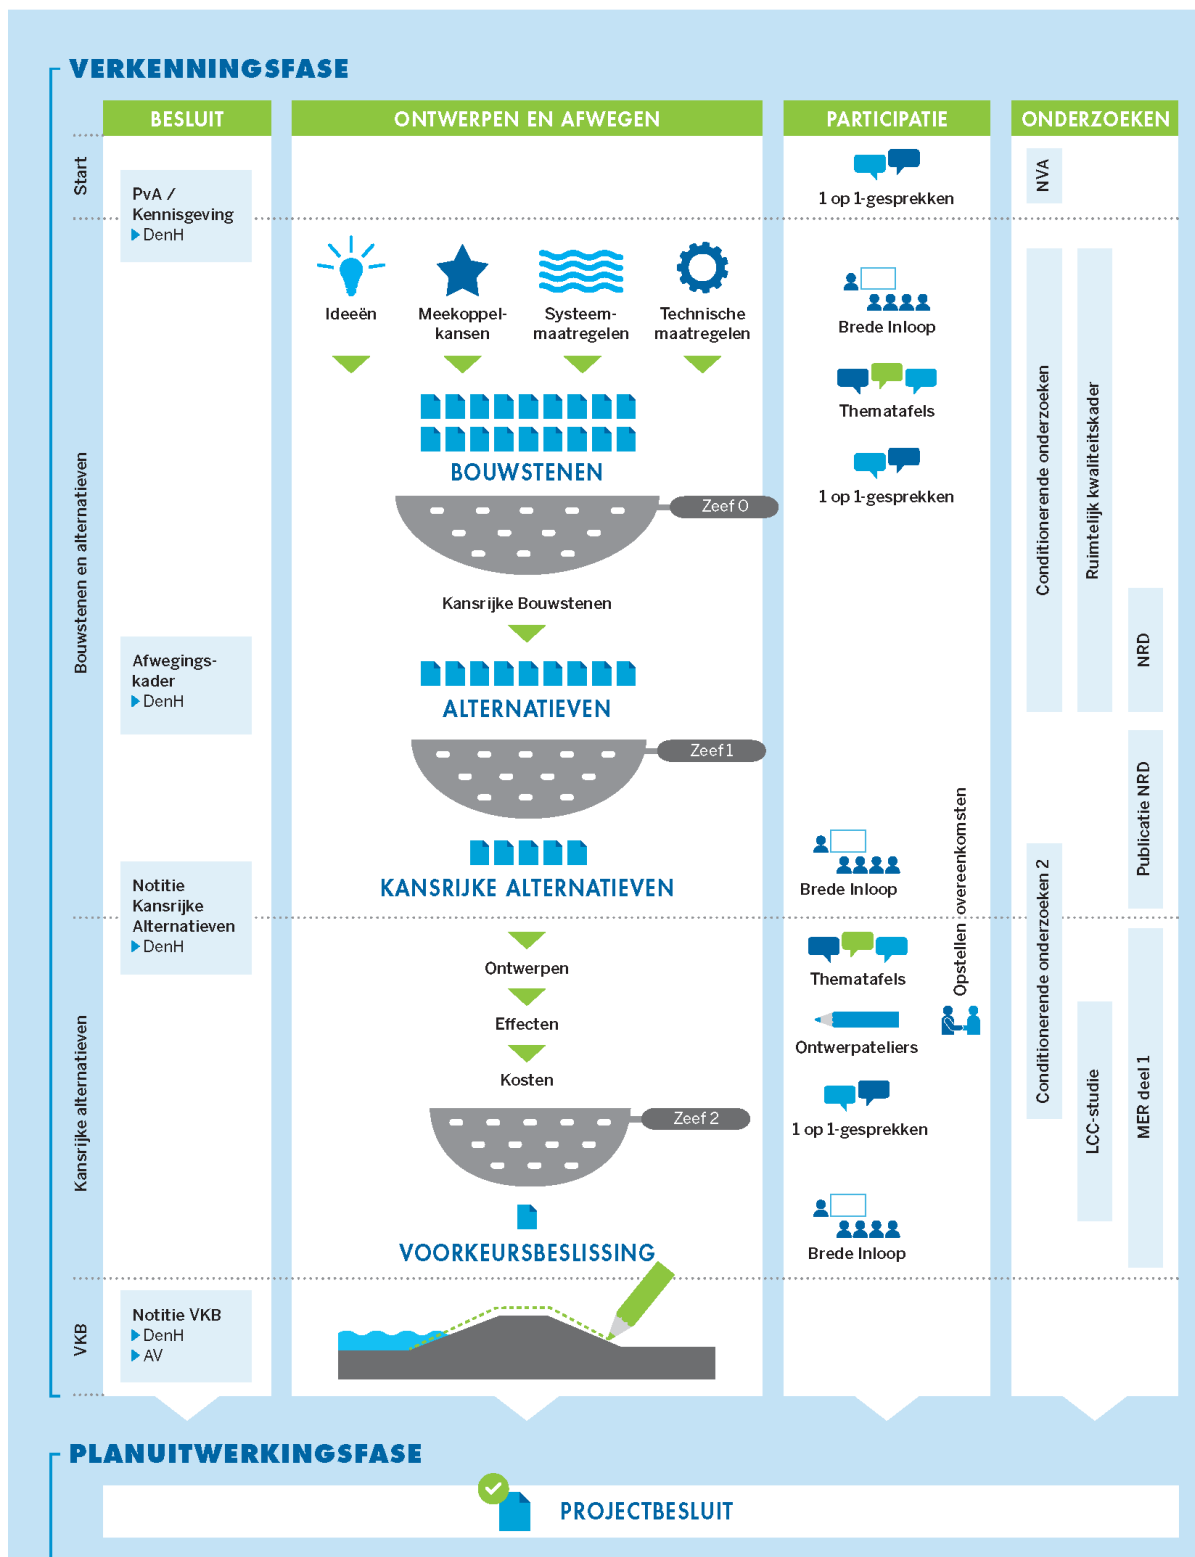 VERKENNINGSFASE
BESLUIT
ONTWERPEN EN AFWEGEN
PARTICIPATIE
ONDERZOEKEN
Start
PvA /
Kennisgeving
DenH
1 op 1-gesprekken
NVA
Bouwstenen en alternatieven
Ideeën
Meekoppel-
kansen
Systeem-
maatregelen
Technische
maatregelen
BOUWSTENEN
Zeef 0
Kansrijke Bouwstenen
Afwegings-
kader
DenH
ALTERNATIEVEN
Zeef 1
KANSRIJKE ALTERNATIEVEN
Notitie
Kansrijke
Alternatieven
DenH
Brede Inloop
Thematafels
1 op 1-gesprekken
Brede Inloop
Conditionerende onderzoeken
Ruimtelijk kwaliteitskader
NRD
Publicatie NRD
Kansrijke alternatieven
Ontwerpen
Effecten
Kosten
Zeef 2
VOORKEURSBESLISSING
Thematafels
Ontwerpateliers
1 op 1-gesprekken
Brede Inloop
Opstellen overeenkomsten
Conditionerende onderzoeken 2
LCC-studie
MER deel 1
VKB
Notitie VKB
DenH
AV
PLANUITWERKINGSFASE
PROJECTBESLUIT